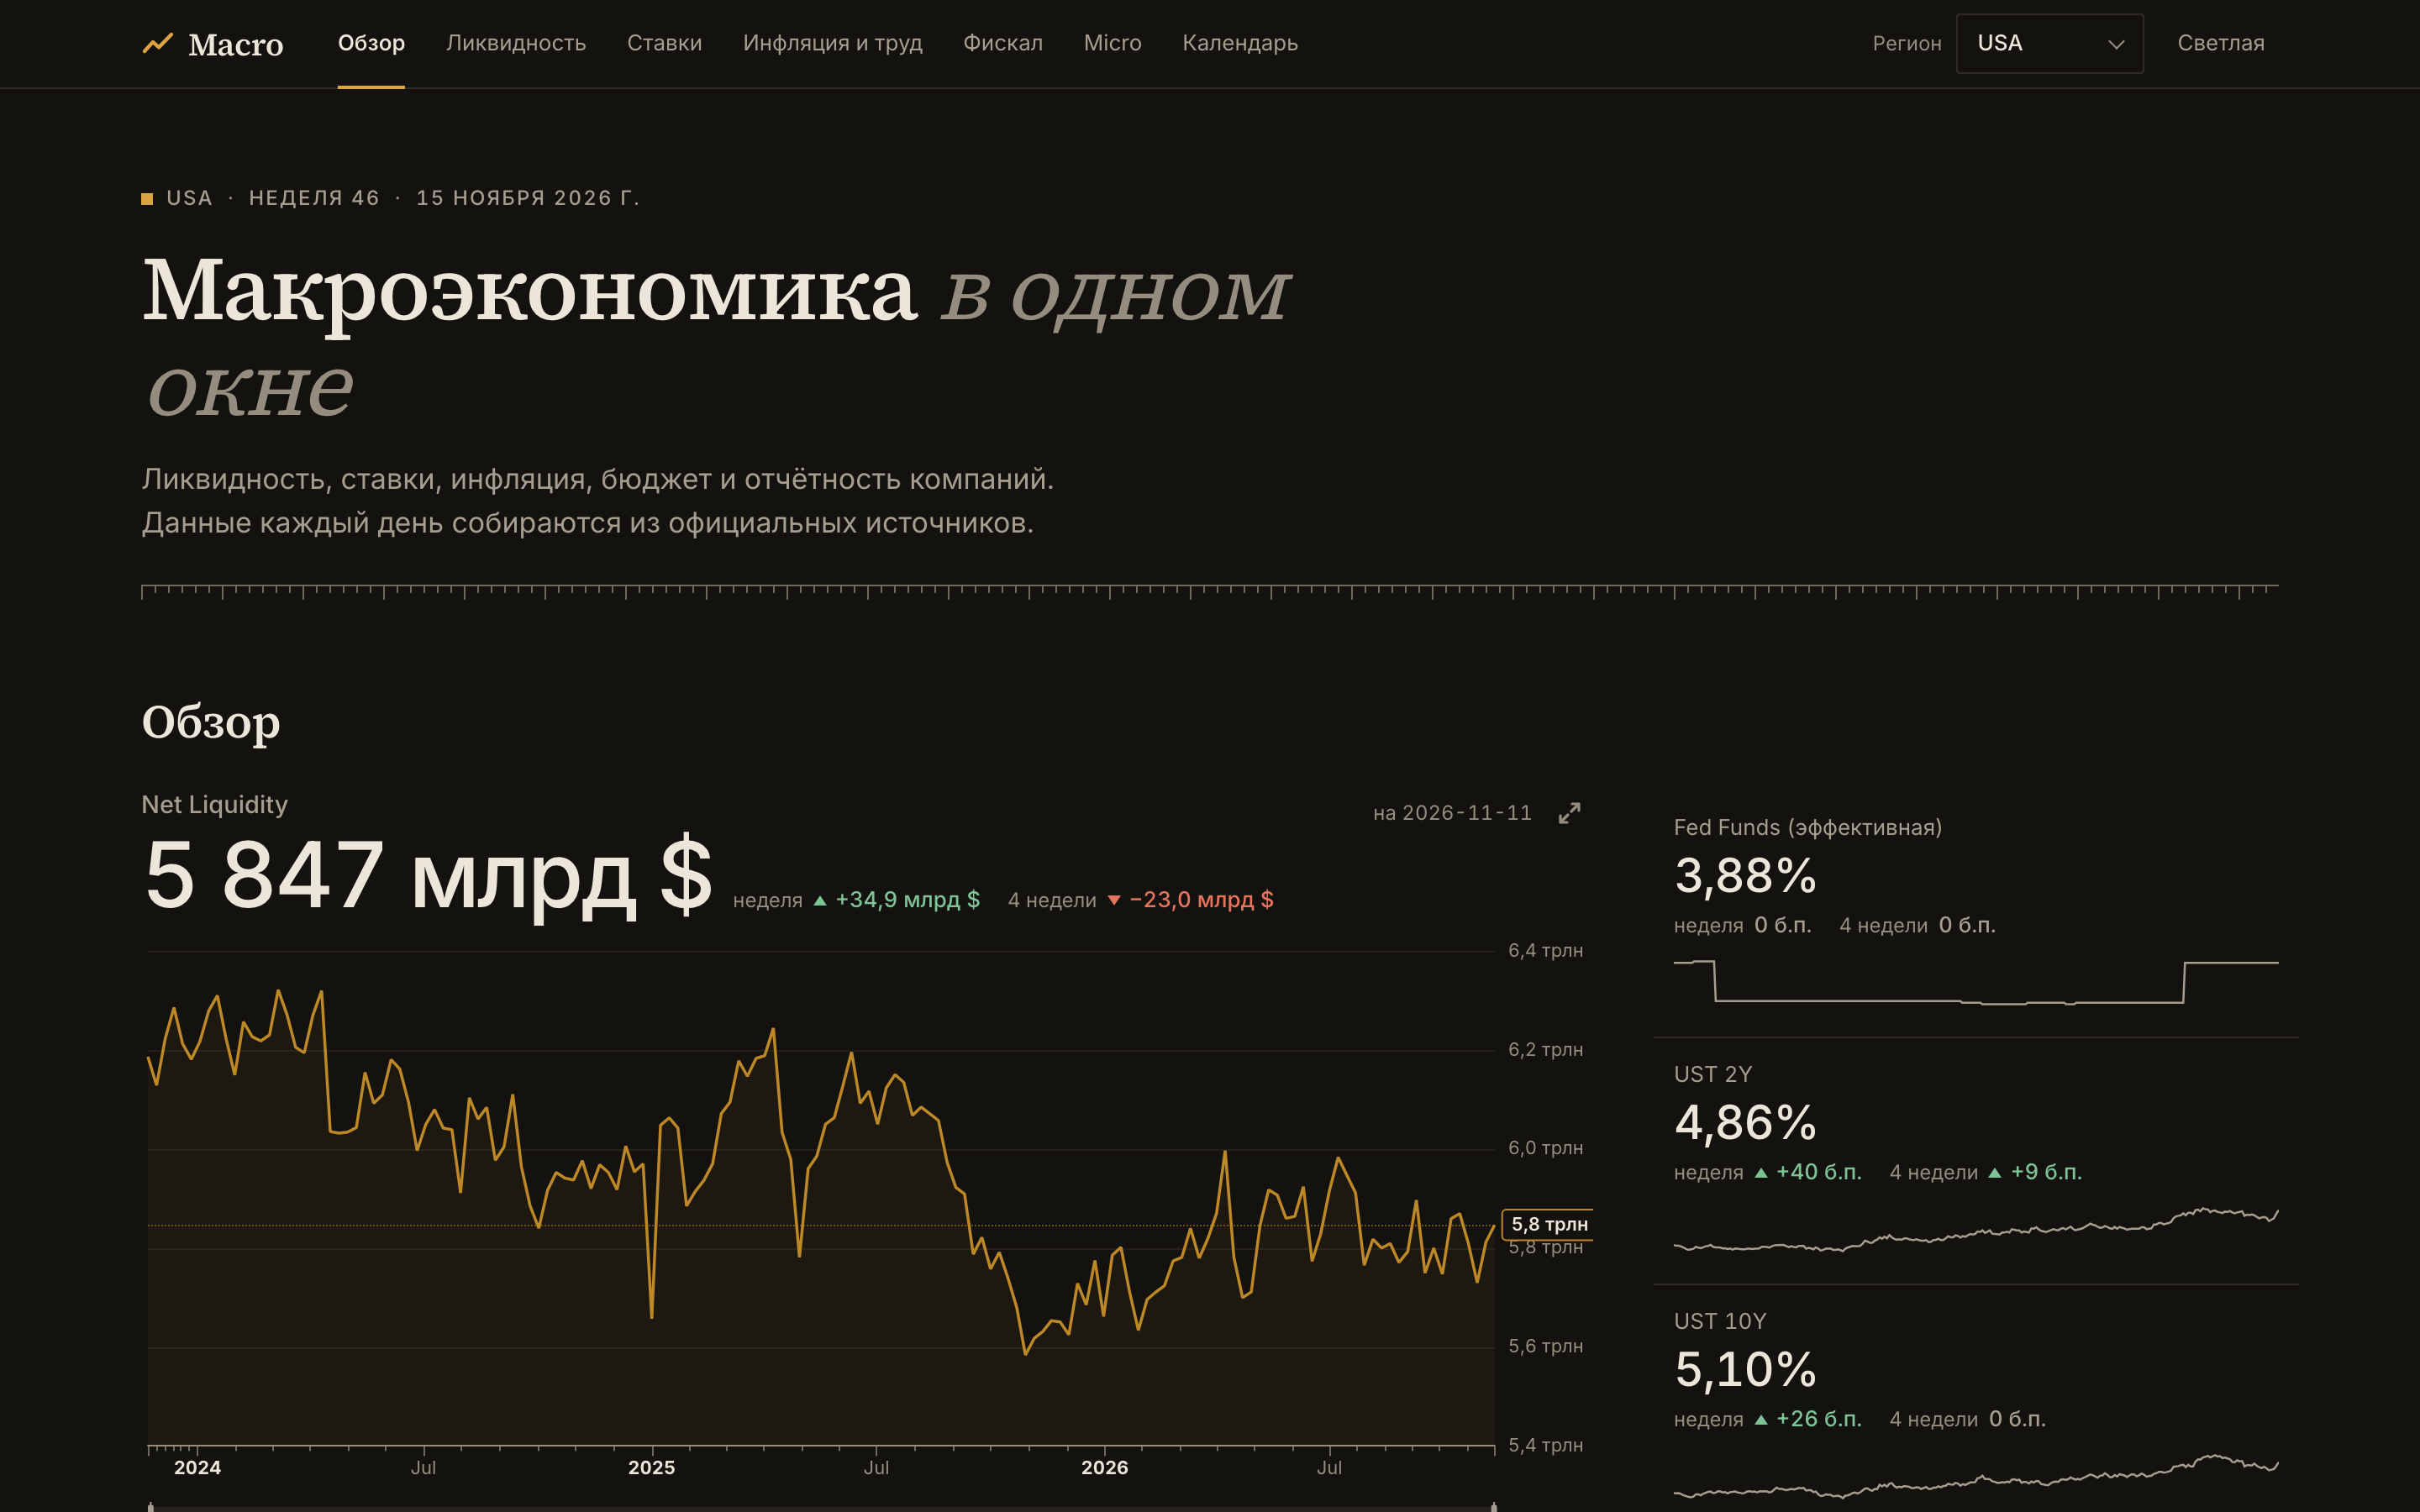 Macro
Обзор
Ликвидность
Ставки
Инфляция и труд
Фискал
Micro
Календарь
Регион
USA
Светлая
USA · НЕДЕЛЯ 46 · 15 НОЯБРЯ 2026 Г.
Макроэкономика в одном
окне
Ликвидность, ставки, инфляция, бюджет и отчётность компаний.
Данные каждый день собираются из официальных источников.
Обзор
Net Liquidity
на 2026-11-11
5 847 млрд $
неделя ▲ +34,9 млрд $ 4 недели ▼ −23,0 млрд $
6,4 трлн
6,2 трлн
6,0 трлн
5,8 трлн
5,8 трлн
5,6 трлн
5,4 трлн
2024
Jul
2025
Jul
2026
Jul
Fed Funds (эффективная)
3,88%
неделя 0 б.п. 4 недели 0 б.п.
UST 2Y
4,86%
неделя ▲ +40 б.п. 4 недели ▲ +9 б.п.
UST 10Y
5,10%
неделя ▲ +26 б.п. 4 недели 0 б.п.